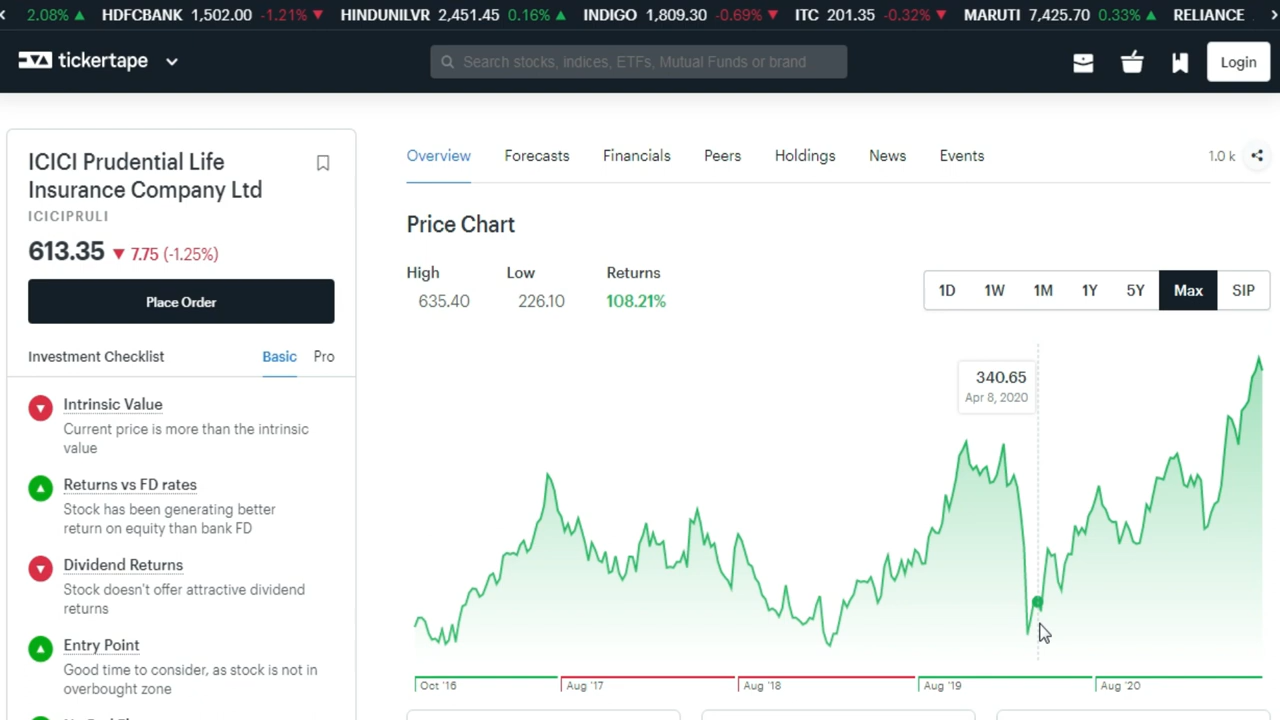 2.08% ▲ HDFCBANK 1,502.00 -1.21% ▼ HINDUNILVR 2,451.45 0.16% ▲ INDIGO 1,809.30 -0.69% ▼ ITC 201.35 -0.32% ▼ MARUTI 7,425.70 0.33% ▲ RELIANCE
tickertape
Search stocks, indices, ETFs, Mutual Funds or brand
Login
ICICI Prudential Life
Insurance Company Ltd
ICICIPRULI
613.35 ▼ 7.75 (-1.25%)
Place Order
Investment Checklist Basic Pro
Intrinsic Value
Current price is more than the intrinsic
value
Returns vs FD rates
Stock has been generating better
return on equity than bank FD
Dividend Returns
Stock doesn't offer attractive dividend
returns
Entry Point
Good time to consider, as stock is not in
overbought zone
Overview Forecasts Financials Peers Holdings News Events 1.0 k
Price Chart
High Low Returns
635.40 226.10 108.21%
1D 1W 1M 1Y 5Y Max SIP
340.65
Apr 8, 2020
Oct '16 Aug '17 Aug '18 Aug '19 Aug '20